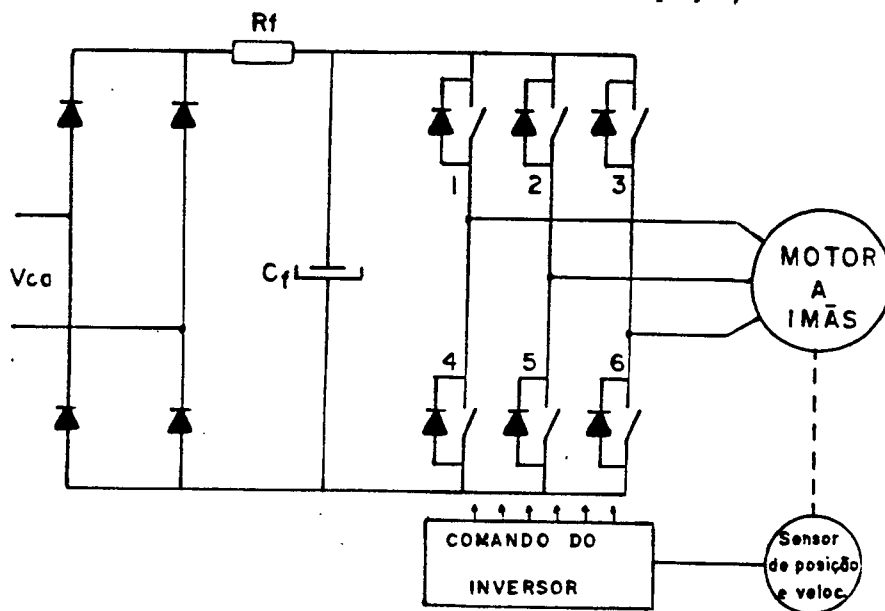 Rf
1 2 3
Vca
Cf
MOTOR
A
IMÃS
4 5 6
COMANDO DO
INVERSOR
Sensor
de posição
e veloc.